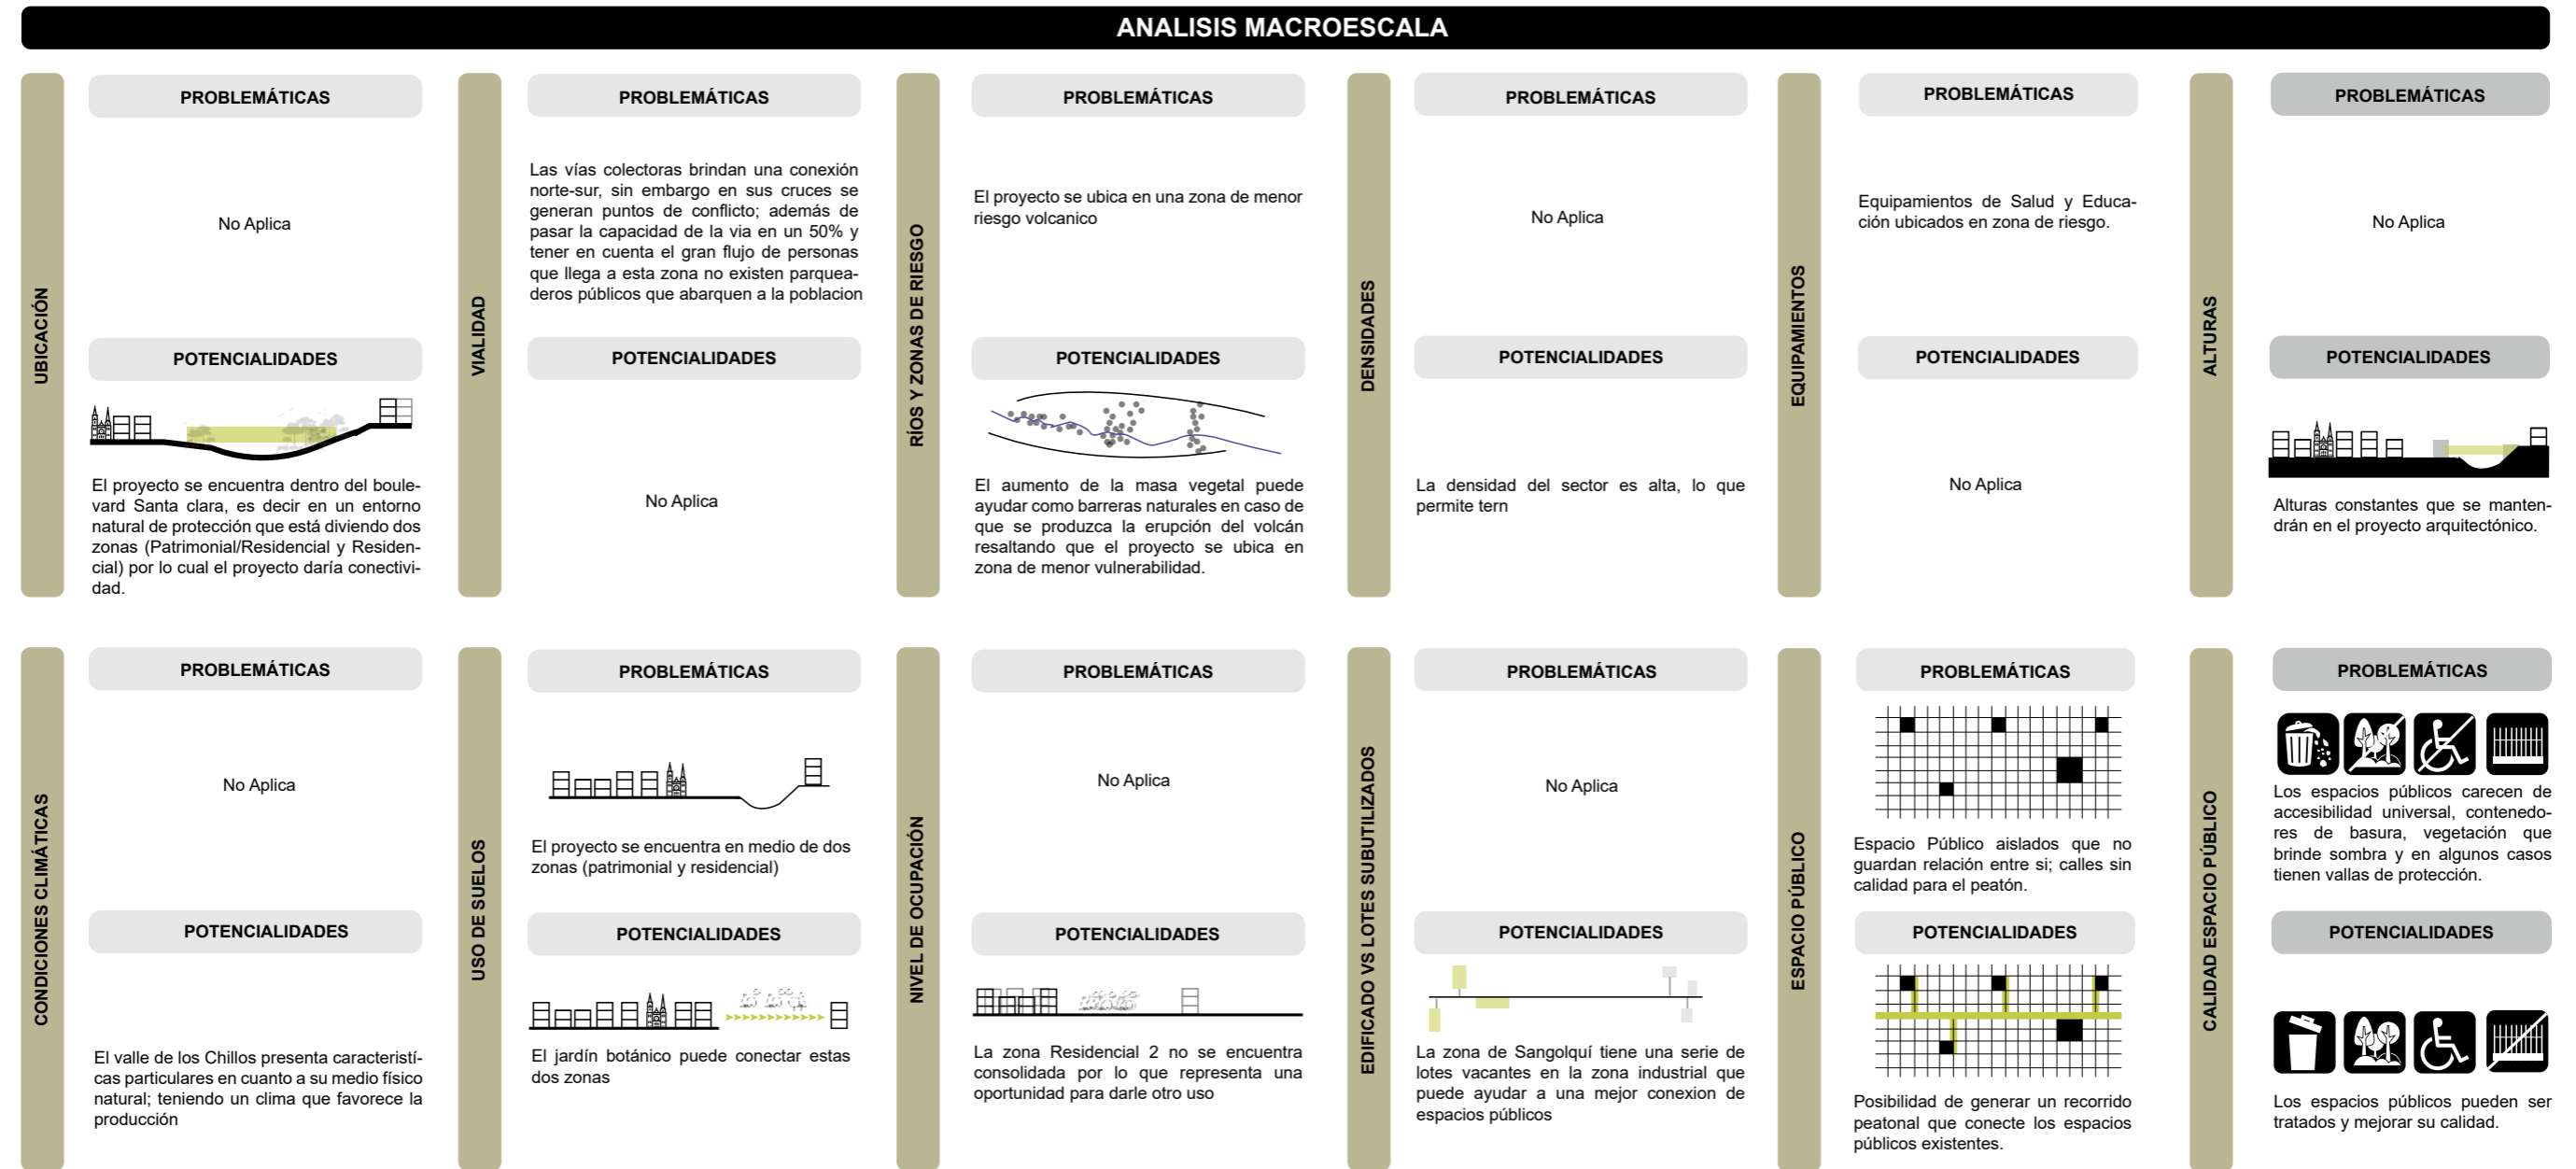 ANALISIS MACROESCALA
UBICACIÓN
PROBLEMÁTICAS
No Aplica
POTENCIALIDADES
El proyecto se encuentra dentro del boule-
vard Santa clara, es decir en un entorno
natural de protección que está diviendo dos
zonas (Patrimonial/Residencial y Residen-
cial) por lo cual el proyecto daría conectivi-
dad.
VIALIDAD
PROBLEMÁTICAS
Las vías colectoras brindan una conexión
norte-sur, sin embargo en sus cruces se
generan puntos de conflicto; además de
pasar la capacidad de la via en un 50% y
tener en cuenta el gran flujo de personas
que llega a esta zona no existen parquea-
deros públicos que abarquen a la poblacion
POTENCIALIDADES
No Aplica
RÍOS Y ZONAS DE RIESGO
PROBLEMÁTICAS
El proyecto se ubica en una zona de menor
riesgo volcanico
POTENCIALIDADES
El aumento de la masa vegetal puede
ayudar como barreras naturales en caso de
que se produzca la erupción del volcán
resaltando que el proyecto se ubica en
zona de menor vulnerabilidad.
DENSIDADES
PROBLEMÁTICAS
No Aplica
POTENCIALIDADES
La densidad del sector es alta, lo que
permite tern
EQUIPAMIENTOS
PROBLEMÁTICAS
Equipamientos de Salud y Educa-
ción ubicados en zona de riesgo.
POTENCIALIDADES
No Aplica
ALTURAS
PROBLEMÁTICAS
No Aplica
POTENCIALIDADES
Alturas constantes que se manten-
drán en el proyecto arquitectónico.
CONDICIONES CLIMÁTICAS
PROBLEMÁTICAS
No Aplica
POTENCIALIDADES
El valle de los Chillos presenta característi-
cas particulares en cuanto a su medio físico
natural; teniendo un clima que favorece la
producción
USO DE SUELOS
PROBLEMÁTICAS
El proyecto se encuentra en medio de dos
zonas (patrimonial y residencial)
POTENCIALIDADES
El jardín botánico puede conectar estas
dos zonas
NIVEL DE OCUPACIÓN
PROBLEMÁTICAS
No Aplica
POTENCIALIDADES
La zona Residencial 2 no se encuentra
consolidada por lo que representa una
oportunidad para darle otro uso
EDIFICADO VS LOTES SUBUTILIZADOS
PROBLEMÁTICAS
No Aplica
POTENCIALIDADES
La zona de Sangolquí tiene una serie de
lotes vacantes en la zona industrial que
puede ayudar a una mejor conexion de
espacios públicos
ESPACIO PÚBLICO
PROBLEMÁTICAS
Espacio Público aislados que no
guardan relación entre si; calles sin
calidad para el peatón.
POTENCIALIDADES
Posibilidad de generar un recorrido
peatonal que conecte los espacios
públicos existentes.
CALIDAD ESPACIO PÚBLICO
PROBLEMÁTICAS
Los espacios públicos carecen de
accesibilidad universal, contenedo-
res de basura, vegetación que
brinde sombra y en algunos casos
tienen vallas de protección.
POTENCIALIDADES
Los espacios públicos pueden ser
tratados y mejorar su calidad.